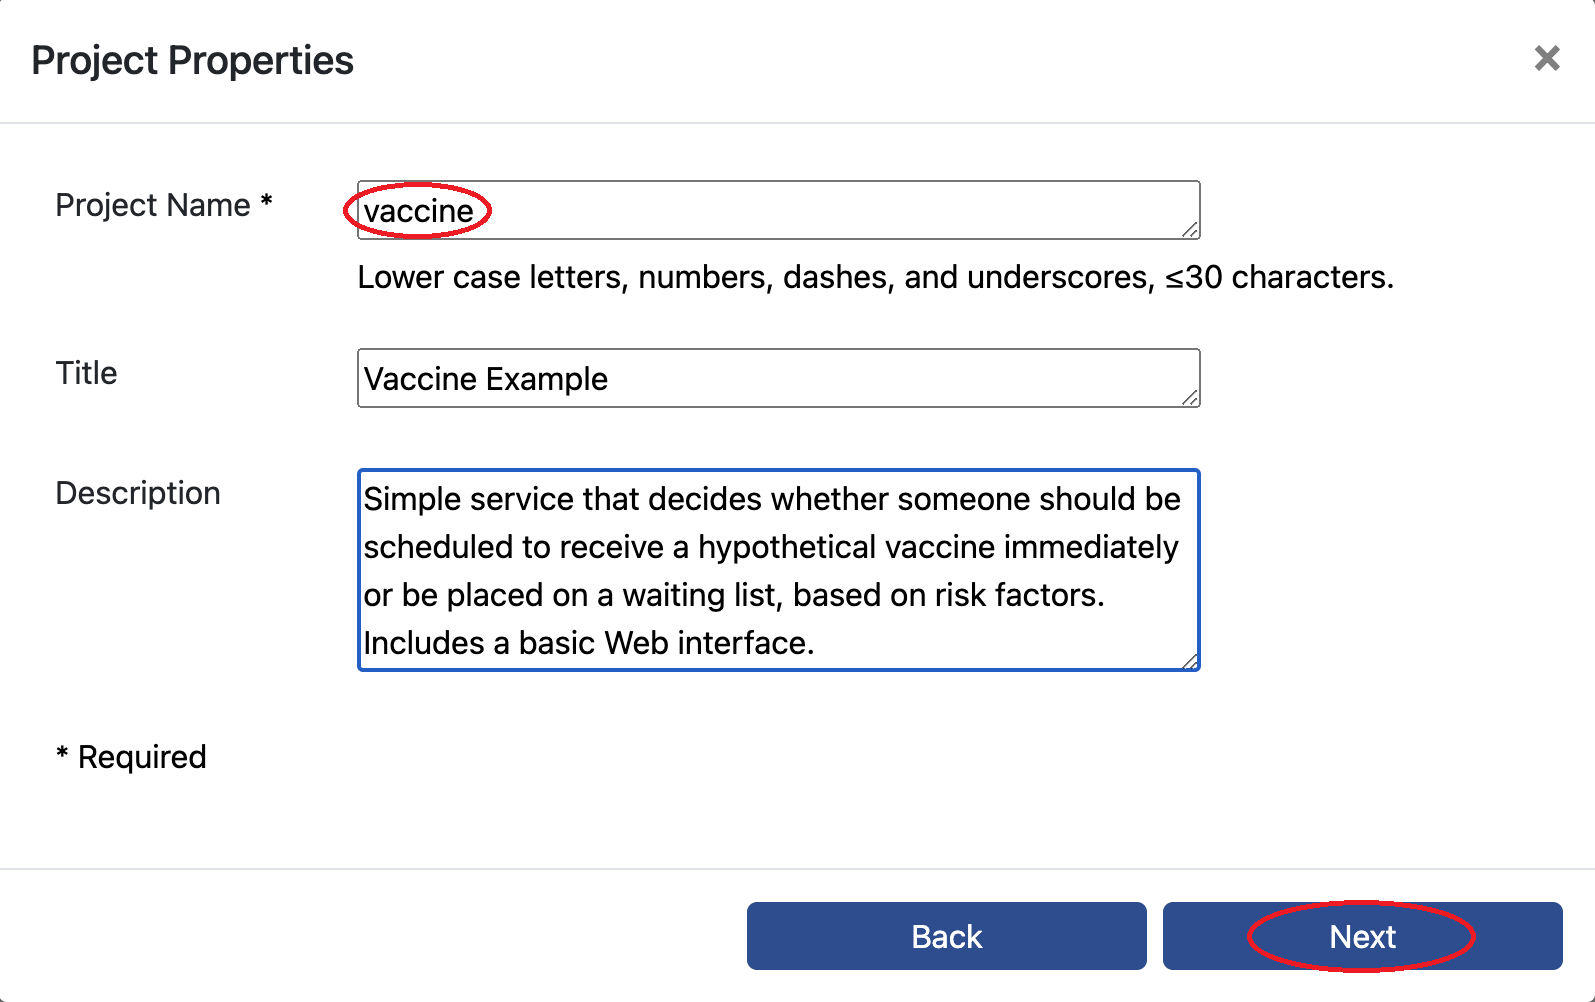 Project Properties
Project Name *
vaccine
Lower case letters, numbers, dashes, and underscores, ≤30 characters.
Title
Vaccine Example
Description
Simple service that decides whether someone should be
scheduled to receive a hypothetical vaccine immediately
or be placed on a waiting list, based on risk factors.
Includes a basic Web interface.
* Required
Back
Next